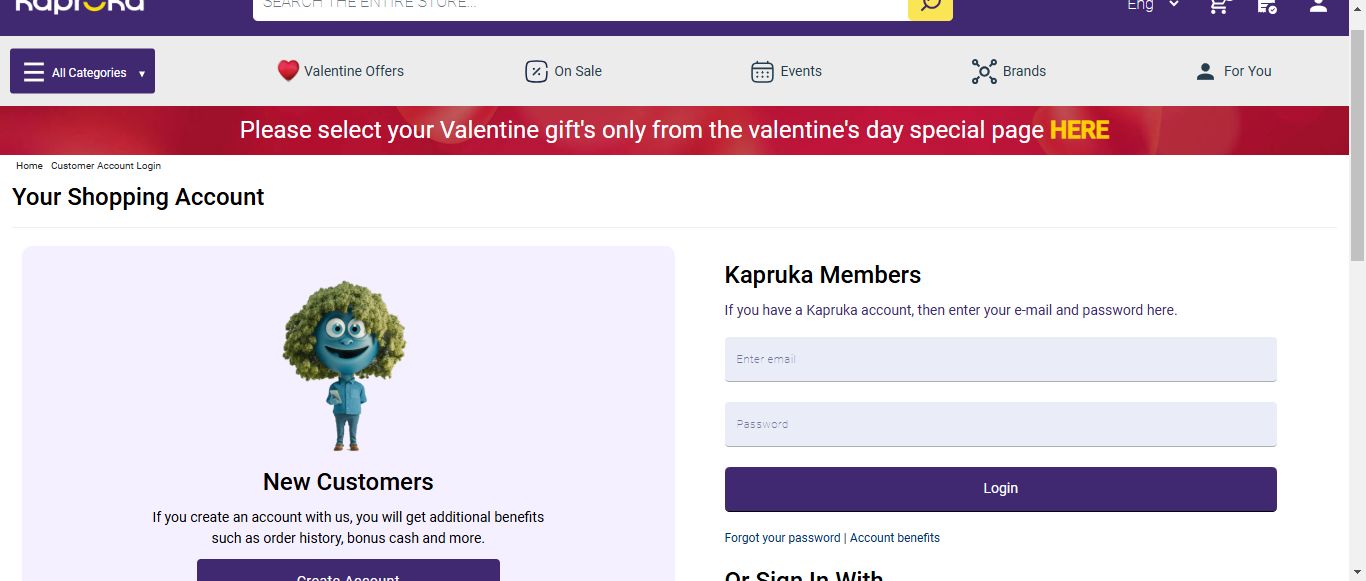 Kapruka
SEARCH THE ENTIRE STORE...
Eng
All Categories
Valentine Offers
On Sale
Events
Brands
For You
Please select your Valentine gift's only from the valentine's day special page HERE
Home Customer Account Login
Your Shopping Account
New Customers
If you create an account with us, you will get additional benefits
such as order history, bonus cash and more.
Create Account
Kapruka Members
If you have a Kapruka account, then enter your e-mail and password here.
Enter email
Password
Login
Forgot your password | Account benefits
Or Sign In With